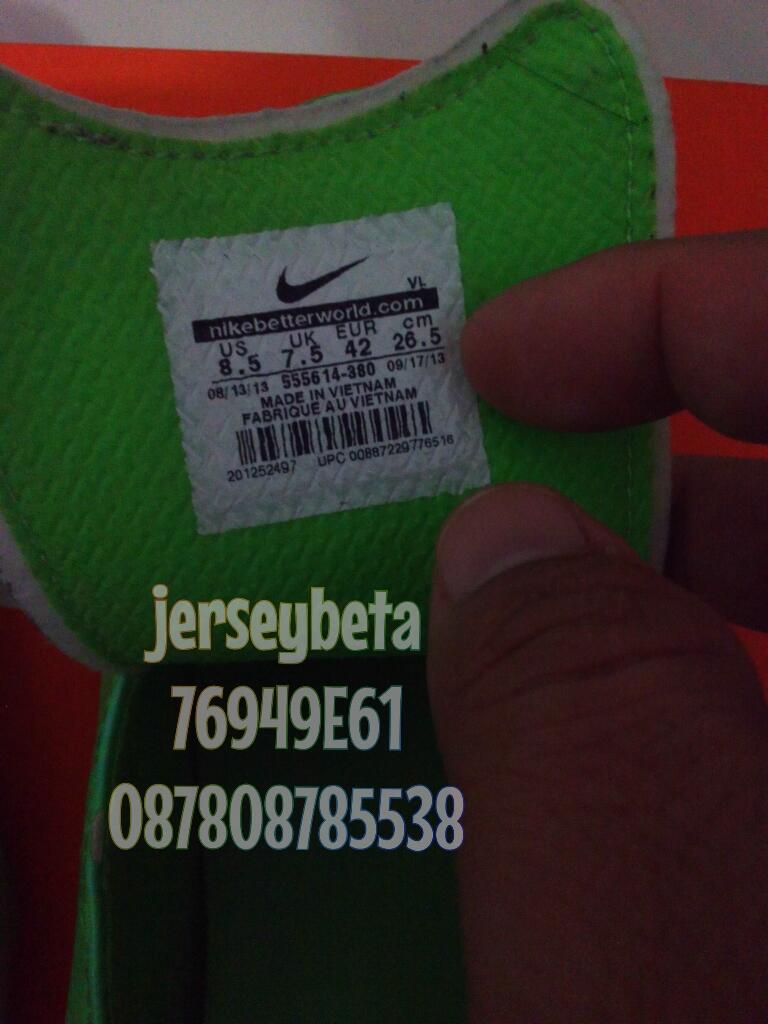 VL
nikebetterworld.com
US UK EUR cm
8.5 7.5 42 26.5
08/13/13 555614-380 09/17/13
MADE IN VIETNAM
FABRIQUE AU VIETNAM
201252497 UPC 00887229776516
jerseybeta
76949E61
087808785538